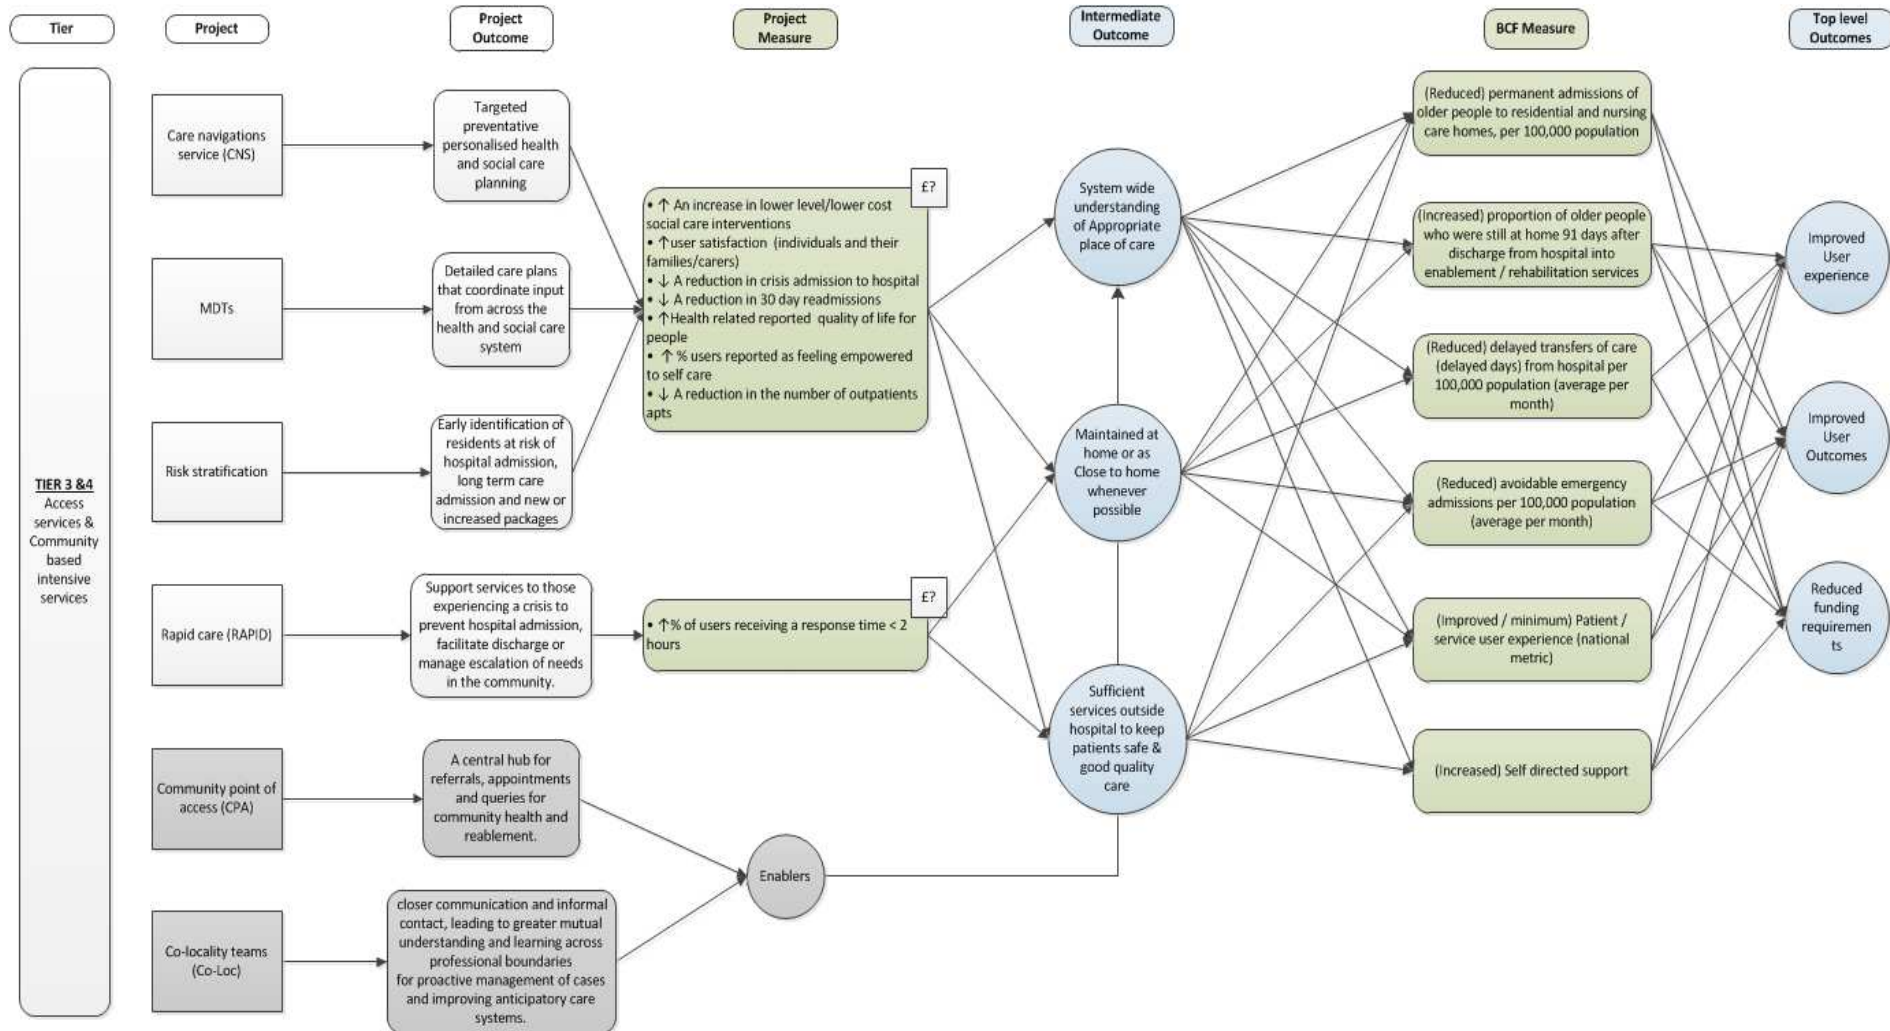 Tier
Project
Project
Outcome
Project
Measure
Intermediate
Outcome
BCF Measure
Top level
Outcomes
TIER 3 &4
Access
services &
Community
based
intensive
services
Care navigations
service (CNS)
Targeted
preventative
personalised health
and social care
planning
MDTs
Detailed care plans
that coordinate input
from across the
health and social care
system
Risk stratification
Early identification of
residents at risk of
hospital admission,
long term care
admission and new or
increased packages
£?
• ↑ An increase in lower level/lower cost
social care interventions
• ↑user satisfaction (individuals and their
families/carers)
• ↓ A reduction in crisis admission to hospital
• ↓ A reduction in 30 day readmissions
• ↑Health related reported quality of life for
people
• ↑ % users reported as feeling empowered
to self care
• ↓ A reduction in the number of outpatients
apts
Rapid care (RAPID)
Support services to those
experiencing a crisis to
prevent hospital admission,
facilitate discharge or
manage escalation of needs
in the community.
£?
• ↑% of users receiving a response time < 2
hours
Community point of
access (CPA)
A central hub for
referrals, appointments
and queries for
community health and
reablement.
Co-locality teams
(Co-Loc)
closer communication and informal
contact, leading to greater mutual
understanding and learning across
professional boundaries
for proactive management of cases
and improving anticipatory care
systems.
Enablers
System wide
understanding
of Appropriate
place of care
Maintained at
home or as
Close to home
whenever
possible
Sufficient
services outside
hospital to keep
patients safe &
good quality
care
(Reduced) permanent admissions of
older people to residential and nursing
care homes, per 100,000 population
(Increased) proportion of older people
who were still at home 91 days after
discharge from hospital into
enablement / rehabilitation services
(Reduced) delayed transfers of care
(delayed days) from hospital per
100,000 population (average per
month)
(Reduced) avoidable emergency
admissions per 100,000 population
(average per month)
(Improved / minimum) Patient /
service user experience (national
metric)
(Increased) Self directed support
Improved
User
experience
Improved
User
Outcomes
Reduced
funding
requiremen
ts